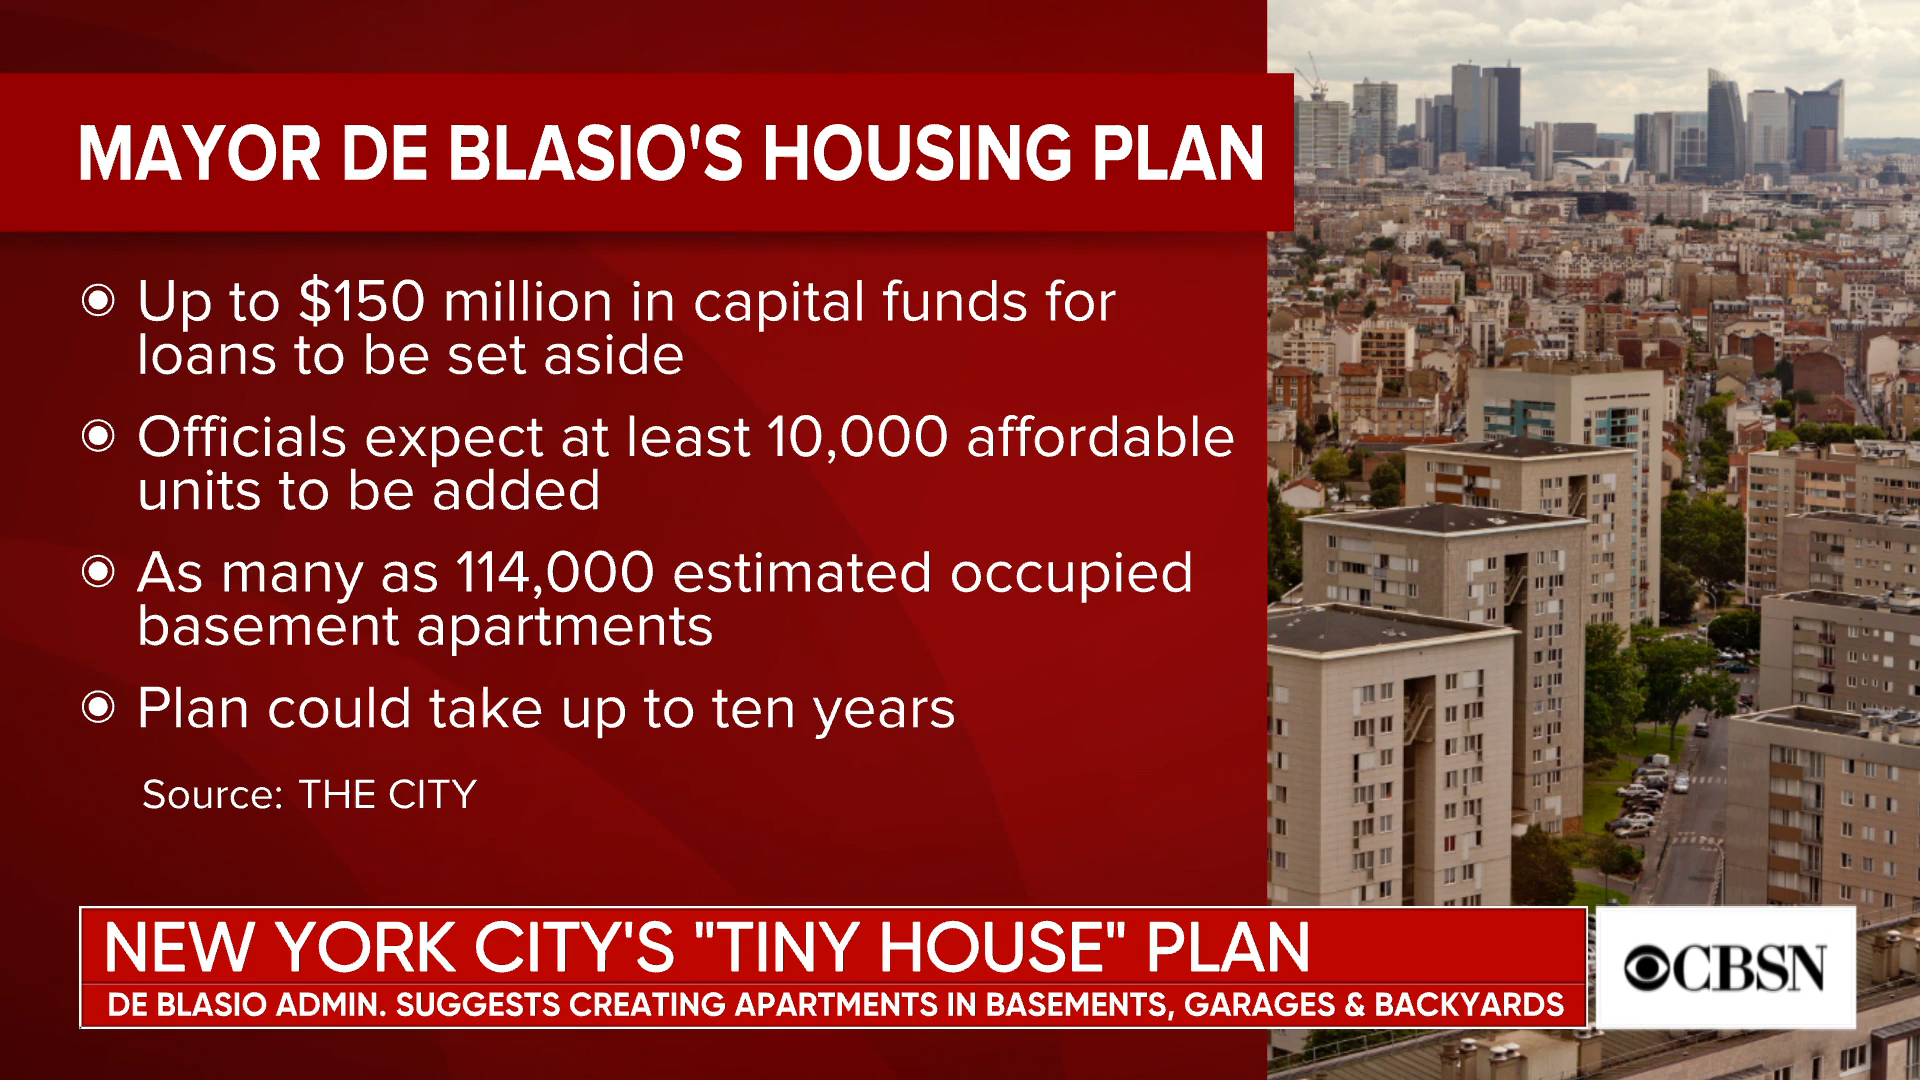 MAYOR DE BLASIO'S HOUSING PLAN
Up to $150 million in capital funds for
loans to be set aside
Officials expect at least 10,000 affordable
units to be added
As many as 114,000 estimated occupied
basement apartments
Plan could take up to ten years
Source: THE CITY
NEW YORK CITY'S "TINY HOUSE" PLAN
DE BLASIO ADMIN. SUGGESTS CREATING APARTMENTS IN BASEMENTS, GARAGES & BACKYARDS
CBSN